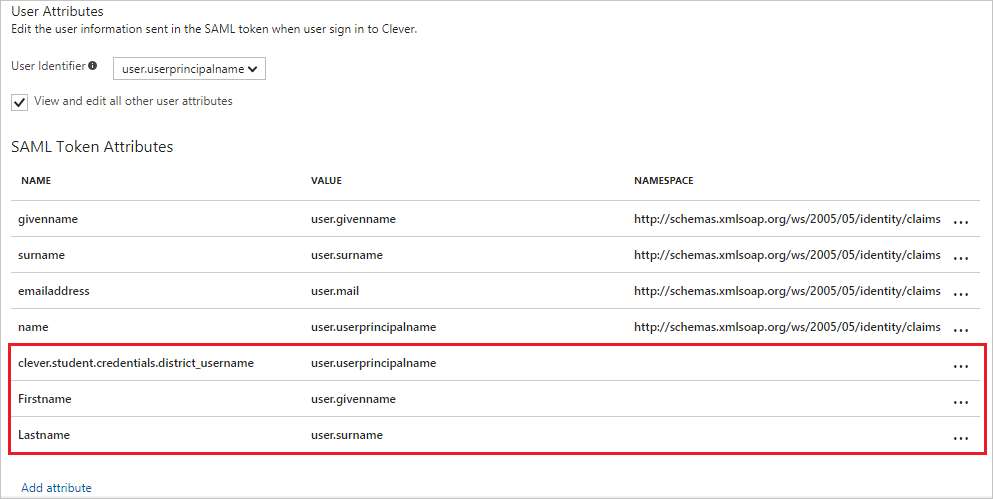 User Attributes
Edit the user information sent in the SAML token when user sign in to Clever.
User Identifier
user.userprincipalname
View and edit all other user attributes
SAML Token Attributes
NAME VALUE NAMESPACE
givenname user.givenname http://schemas.xmlsoap.org/ws/2005/05/identity/claims ...
surname user.surname http://schemas.xmlsoap.org/ws/2005/05/identity/claims ...
emailaddress user.mail http://schemas.xmlsoap.org/ws/2005/05/identity/claims ...
name user.userprincipalname http://schemas.xmlsoap.org/ws/2005/05/identity/claims ...
clever.student.credentials.district_username user.userprincipalname ...
Firstname user.givenname ...
Lastname user.surname ...
Add attribute